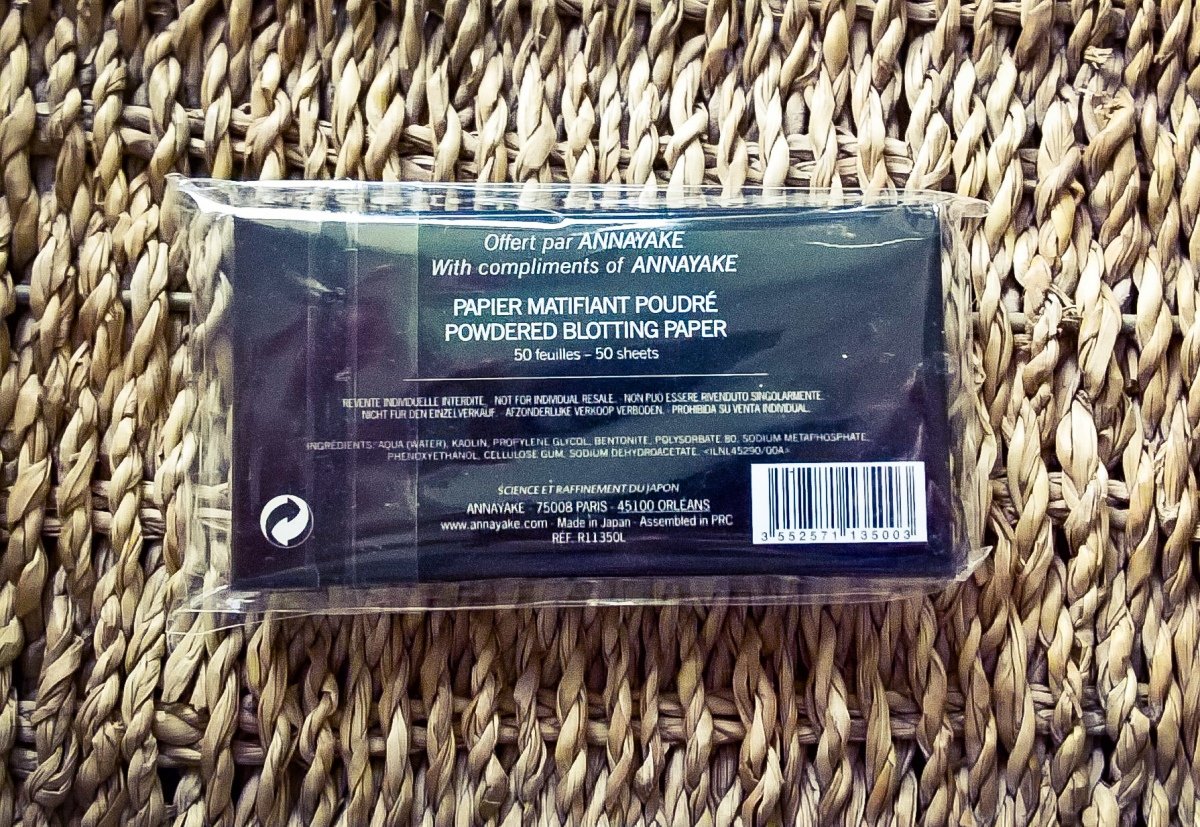 Offert par ANNAYAKE
With compliments of ANNAYAKE
PAPIER MATIFIANT POUDRÉ
POWDERED BLOTTING PAPER
50 feuilles – 50 sheets
REVENTE INDIVIDUELLE INTERDITE. NOT FOR INDIVIDUAL RESALE. NON PUO ESSERE RIVENDUTO SINGOLARMENTE.
NICHT FÜR DEN EINZELVERKAUF. AFZONDERLIJKE VERKOOP VERBODEN. PROHIBIDA SU VENTA INDIVIDUAL.
INGREDIENTS: AQUA (WATER), KAOLIN, PROPYLENE GLYCOL, BENTONITE, POLYSORBATE 80, SODIUM METAPHOSPHATE,
PHENOXYETHANOL, CELLULOSE GUM, SODIUM DEHYDROACETATE. <ILNL45290/00A>
SCIENCE ET RAFFINEMENT DU JAPON
ANNAYAKE - 75008 PARIS - 45100 ORLÉANS
www.annayake.com - Made in Japan - Assembled in PRC
RÉF. R11350L
3 552571 135003